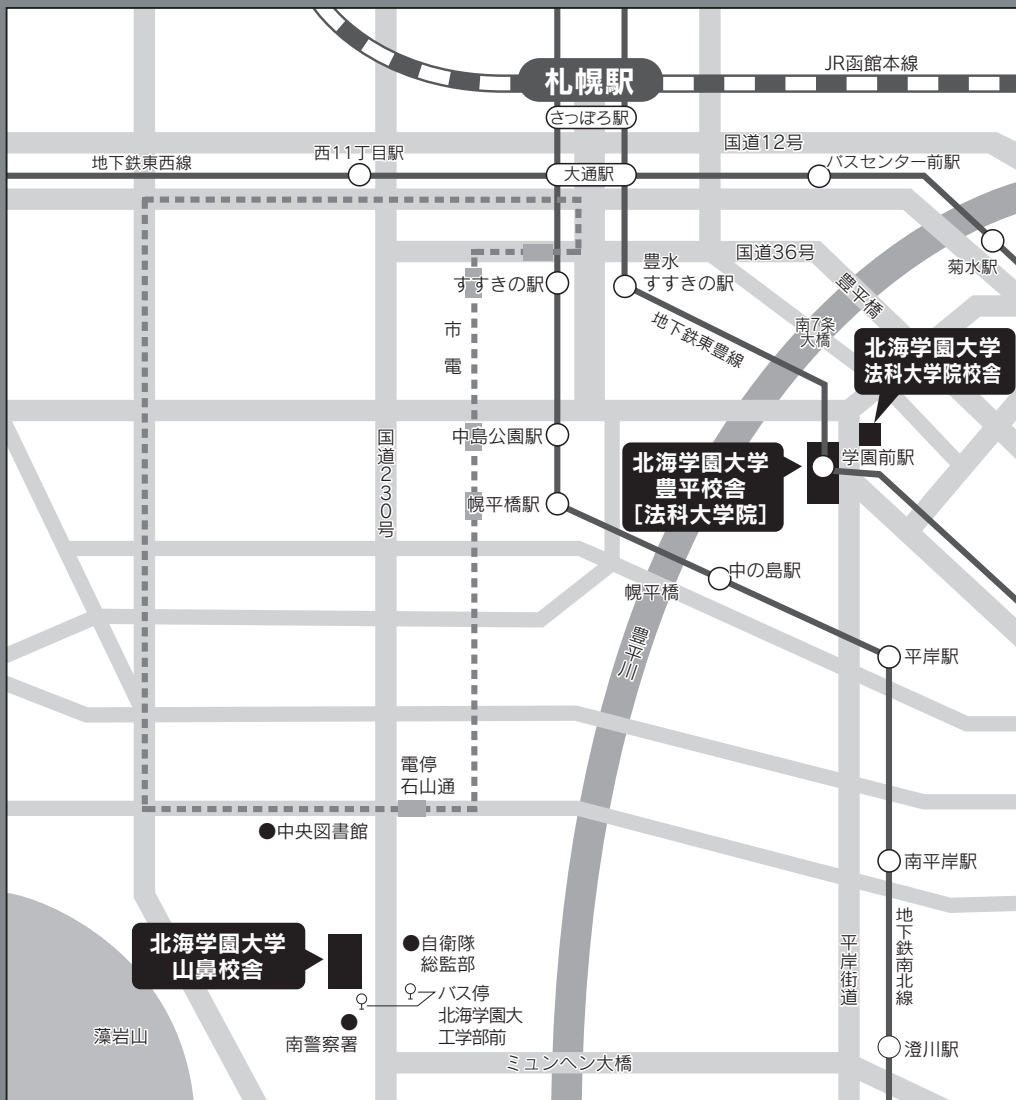 JR函館本線
札幌駅
さっぽろ駅
国道12号
地下鉄東西線
西11丁目駅
大通駅
バスセンター前駅
国道36号
豊水
すすきの駅
すすきの駅
菊水駅
豊平橋
南7条
大橋
地下鉄東豊線
市電
北海学園大学
法科大学院校舎
中島公園駅
国道230号
北海学園大学
豊平校舎
[法科大学院]
学園前駅
幌平橋駅
中の島駅
幌平橋
豊平川
平岸駅
電停
石山通
中央図書館
南平岸駅
地下鉄南北線
平岸街道
北海学園大学
山鼻校舎
自衛隊
総監部
バス停
北海学園大
工学部前
南警察署
藻岩山
ミュンヘン大橋
澄川駅